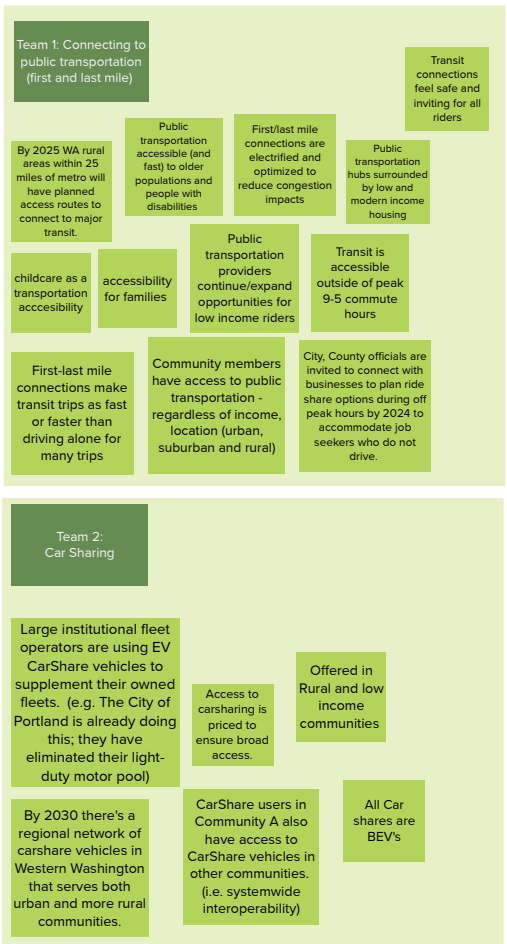 Team 1: Connecting to
public transportation
(first and last mile)
Transit
connections
feel safe and
inviting for all
riders
By 2025 WA rural
areas within 25
miles of metro will
have planned
access routes to
connect to major
transit.
Public
transportation
accessible (and
fast) to older
populations and
people with
disabilities
First/last mile
connections are
electrified and
optimized to
reduce congestion
impacts
Public
transportation
hubs surrounded
by low and
modern income
housing
childcare as a
transportation
acccesibility
accessibility
for families
Public
transportation
providers
continue/expand
opportunities for
low income riders
Transit is
accessible
outside of peak
9-5 commute
hours
First-last mile
connections make
transit trips as fast
or faster than
driving alone for
many trips
Community members
have access to public
transportation -
regardless of income,
location (urban,
suburban and rural)
City, County officials are
invited to connect with
businesses to plan ride
share options during off
peak hours by 2024 to
accommodate job
seekers who do not
drive.
Team 2:
Car Sharing
Large institutional fleet
operators are using EV
CarShare vehicles to
supplement their owned
fleets. (e.g. The City of
Portland is already doing
this; they have
eliminated their light-
duty motor pool)
Access to
carsharing is
priced to
ensure broad
access.
Offered in
Rural and low
income
communities
By 2030 there's a
regional network of
carshare vehicles in
Western Washington
that serves both
urban and more rural
communities.
CarShare users in
Community A also
have access to
CarShare vehicles in
other communities.
(i.e. systemwide
interoperability)
All Car
shares are
BEV's